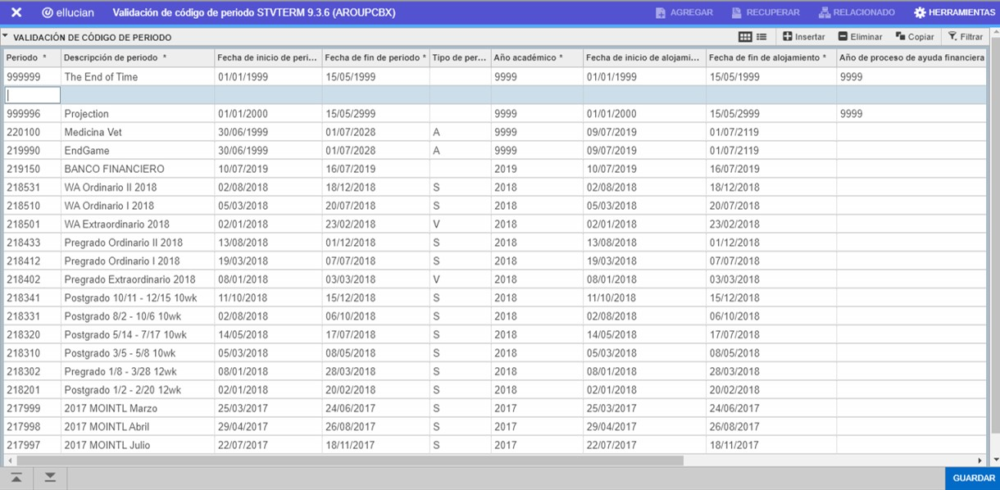 ellucian Validación de código de periodo STVTERM 9.3.6 (AROUPCBX) AGREGAR RECUPERAR RELACIONADO HERRAMIENTAS
VALIDACIÓN DE CÓDIGO DE PERIODO Insertar Eliminar Copiar Filtrar
Periodo * Descripción de periodo * Fecha de inicio de peri... Fecha de fin de periodo * Tipo de per... Año académico * Fecha de inicio de alojami... Fecha de fin de alojamiento * Año de proceso de ayuda financiera
999999 The End of Time 01/01/1999 15/05/1999 9999 01/01/1999 15/05/1999 9999
999996 Projection 01/01/2000 15/05/2999 9999 01/01/2000 15/05/2999 9999
220100 Medicina Vet 30/06/1999 01/07/2028 A 9999 09/07/2019 01/07/2119
219990 EndGame 30/06/1999 01/07/2028 A 9999 09/07/2019 01/07/2119
219150 BANCO FINANCIERO 10/07/2019 16/07/2019 2019 10/07/2019 16/07/2019
218531 WA Ordinario II 2018 02/08/2018 18/12/2018 S 2018 02/08/2018 18/12/2018
218510 WA Ordinario I 2018 05/03/2018 20/07/2018 S 2018 05/03/2018 20/07/2018
218501 WA Extraordinario 2018 02/01/2018 23/02/2018 V 2018 02/01/2018 23/02/2018
218433 Pregrado Ordinario II 2018 13/08/2018 01/12/2018 S 2018 13/08/2018 01/12/2018
218412 Pregrado Ordinario I 2018 19/03/2018 07/07/2018 S 2018 19/03/2018 07/07/2018
218402 Pregrado Extraordinario 2018 08/01/2018 03/03/2018 V 2018 08/01/2018 03/03/2018
218341 Postgrado 10/11 - 12/15 10wk 11/10/2018 15/12/2018 S 2018 11/10/2018 15/12/2018
218331 Postgrado 8/2 - 10/6 10wk 02/08/2018 06/10/2018 S 2018 02/08/2018 06/10/2018
218320 Postgrado 5/14 - 7/17 10wk 14/05/2018 17/07/2018 S 2018 14/05/2018 17/07/2018
218310 Postgrado 3/5 - 5/8 10wk 05/03/2018 08/05/2018 S 2018 05/03/2018 08/05/2018
218302 Pregrado 1/8 - 3/28 12wk 08/01/2018 28/03/2018 S 2018 08/01/2018 28/03/2018
218201 Postgrado 1/2 - 2/20 12wk 02/01/2018 20/02/2018 S 2018 02/01/2018 20/02/2018
217999 2017 MOINTL Marzo 25/03/2017 24/06/2017 S 2017 25/03/2017 24/06/2017
217998 2017 MOINTL Abril 29/04/2017 26/08/2017 S 2017 29/04/2017 26/08/2017
217997 2017 MOINTL Julio 22/07/2017 18/11/2017 S 2017 22/07/2017 18/11/2017
GUARDAR